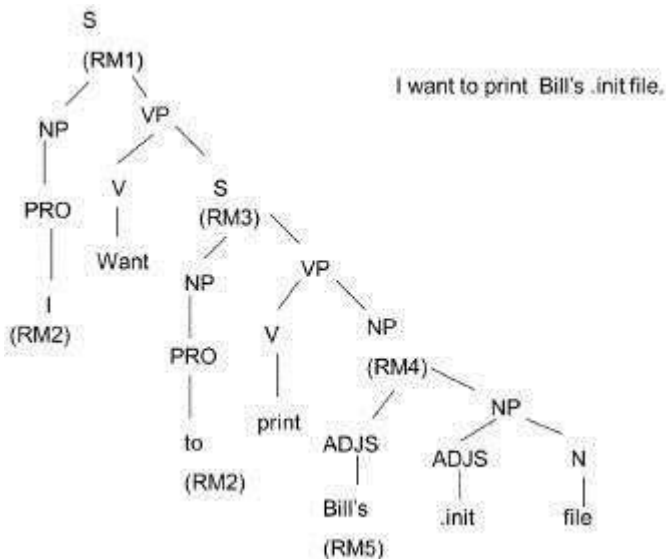 S
(RM1)
I want to print Bill's .init file.
NP VP
V S
PRO (RM3)
Want
NP VP
I
(RM2) V NP
PRO (RM4)
print NP
to ADJS ADJS N
(RM2)
Bill's .init file
(RM5)